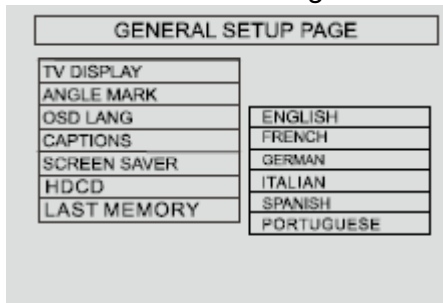 GENERAL SETUP PAGE
TV DISPLAY
ANGLE MARK
OSD LANG
CAPTIONS
SCREEN SAVER
HDCD
LAST MEMORY
ENGLISH
FRENCH
GERMAN
ITALIAN
SPANISH
PORTUGUESE